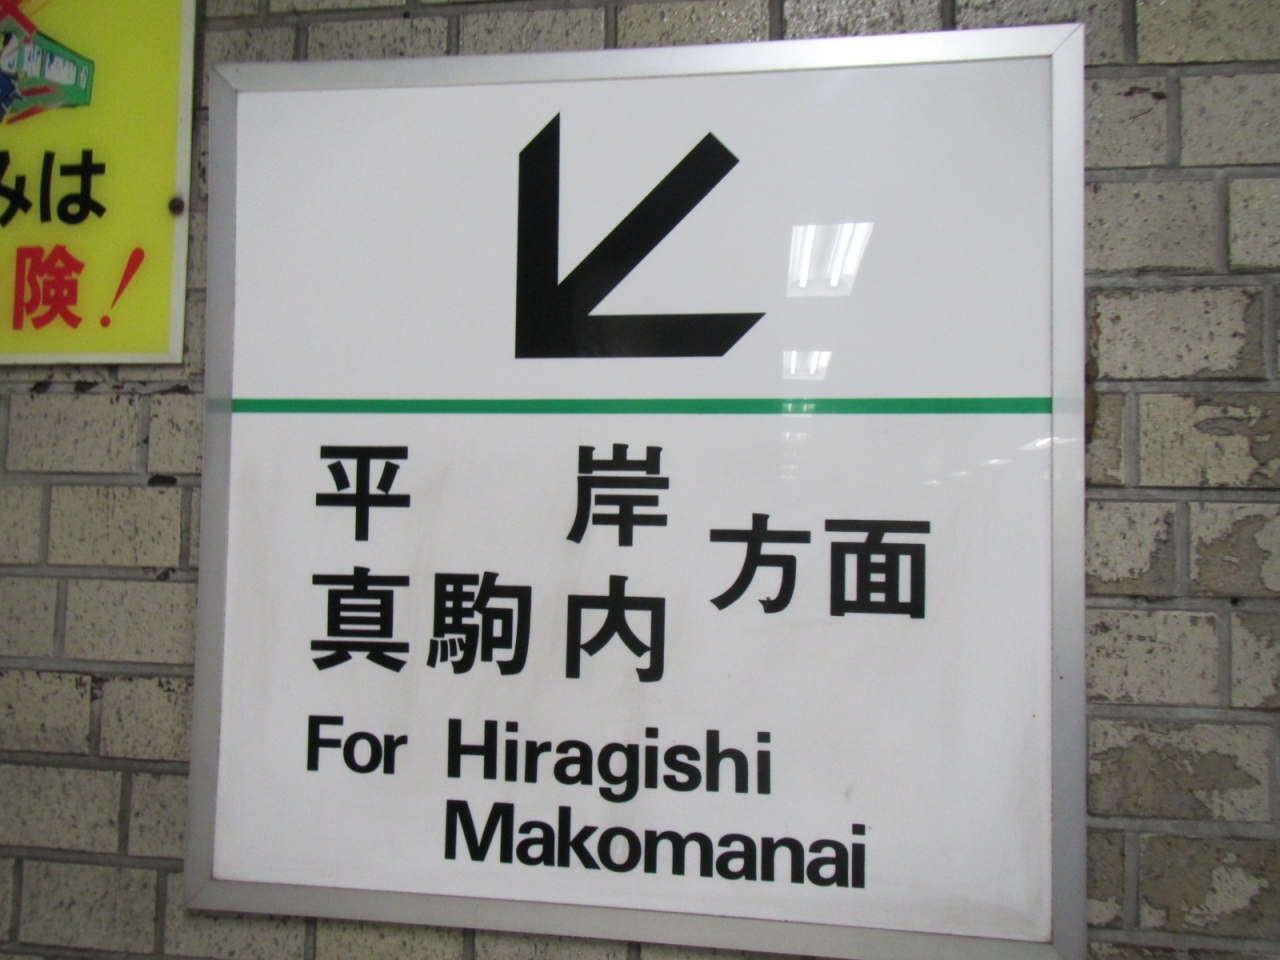 みは
険!
平岸
真駒内
方面
For Hiragishi
Makomanai